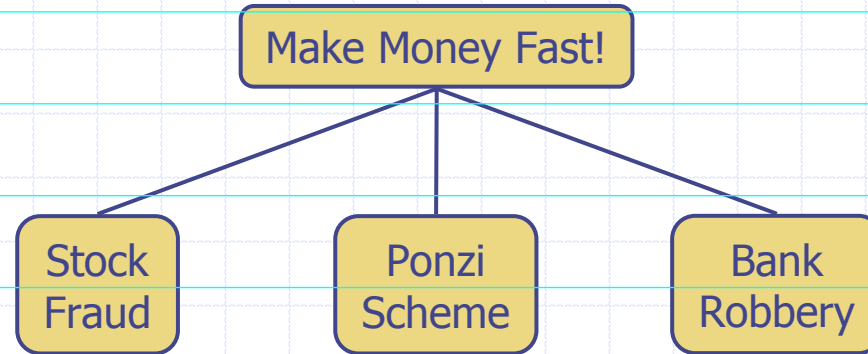 Make Money Fast!
Stock
Fraud
Ponzi
Scheme
Bank
Robbery